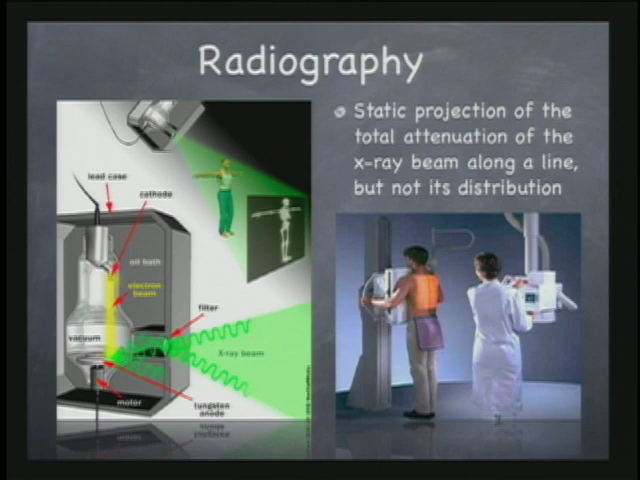 Radiography
Static projection of the
total attenuation of the
x-ray beam along a line,
but not its distribution
lead case
cathode
oil bath
electron
beam
filter
vacuum
X-ray beam
motor
tungsten
anode